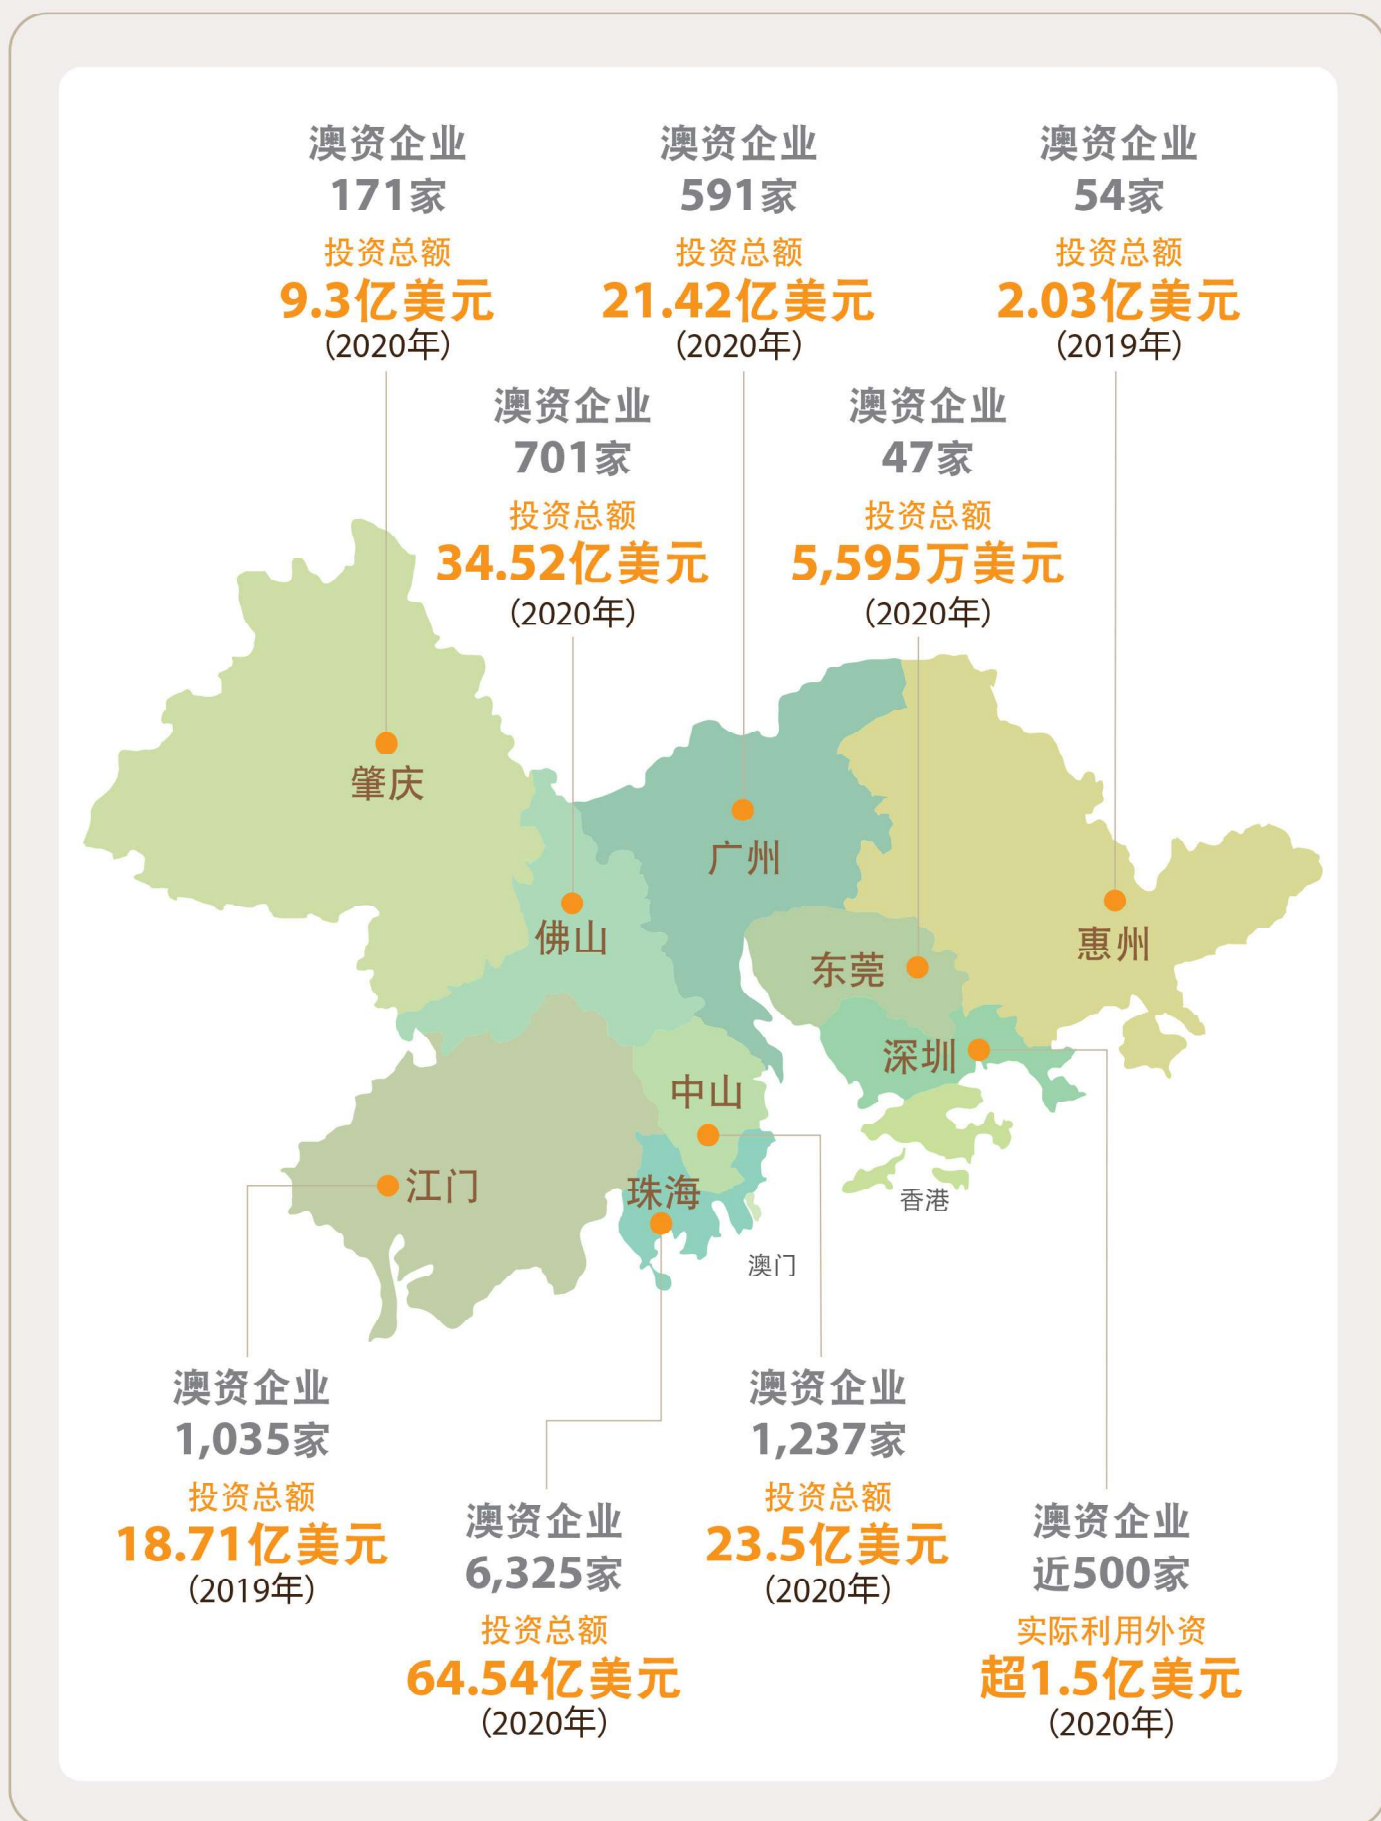 澳资企业
171家
投资总额
9.3亿美元
(2020年)
澳资企业
591家
投资总额
21.42亿美元
(2020年)
澳资企业
54家
投资总额
2.03亿美元
(2019年)
澳资企业
701家
投资总额
34.52亿美元
(2020年)
澳资企业
47家
投资总额
5,595万美元
(2020年)
肇庆
广州
佛山
惠州
东莞
深圳
中山
江门
珠海
香港
澳门
澳资企业
1,035家
投资总额
18.71亿美元
(2019年)
澳资企业
6,325家
投资总额
64.54亿美元
(2020年)
澳资企业
1,237家
投资总额
23.5亿美元
(2020年)
澳资企业
近500家
实际利用外资
超1.5亿美元
(2020年)